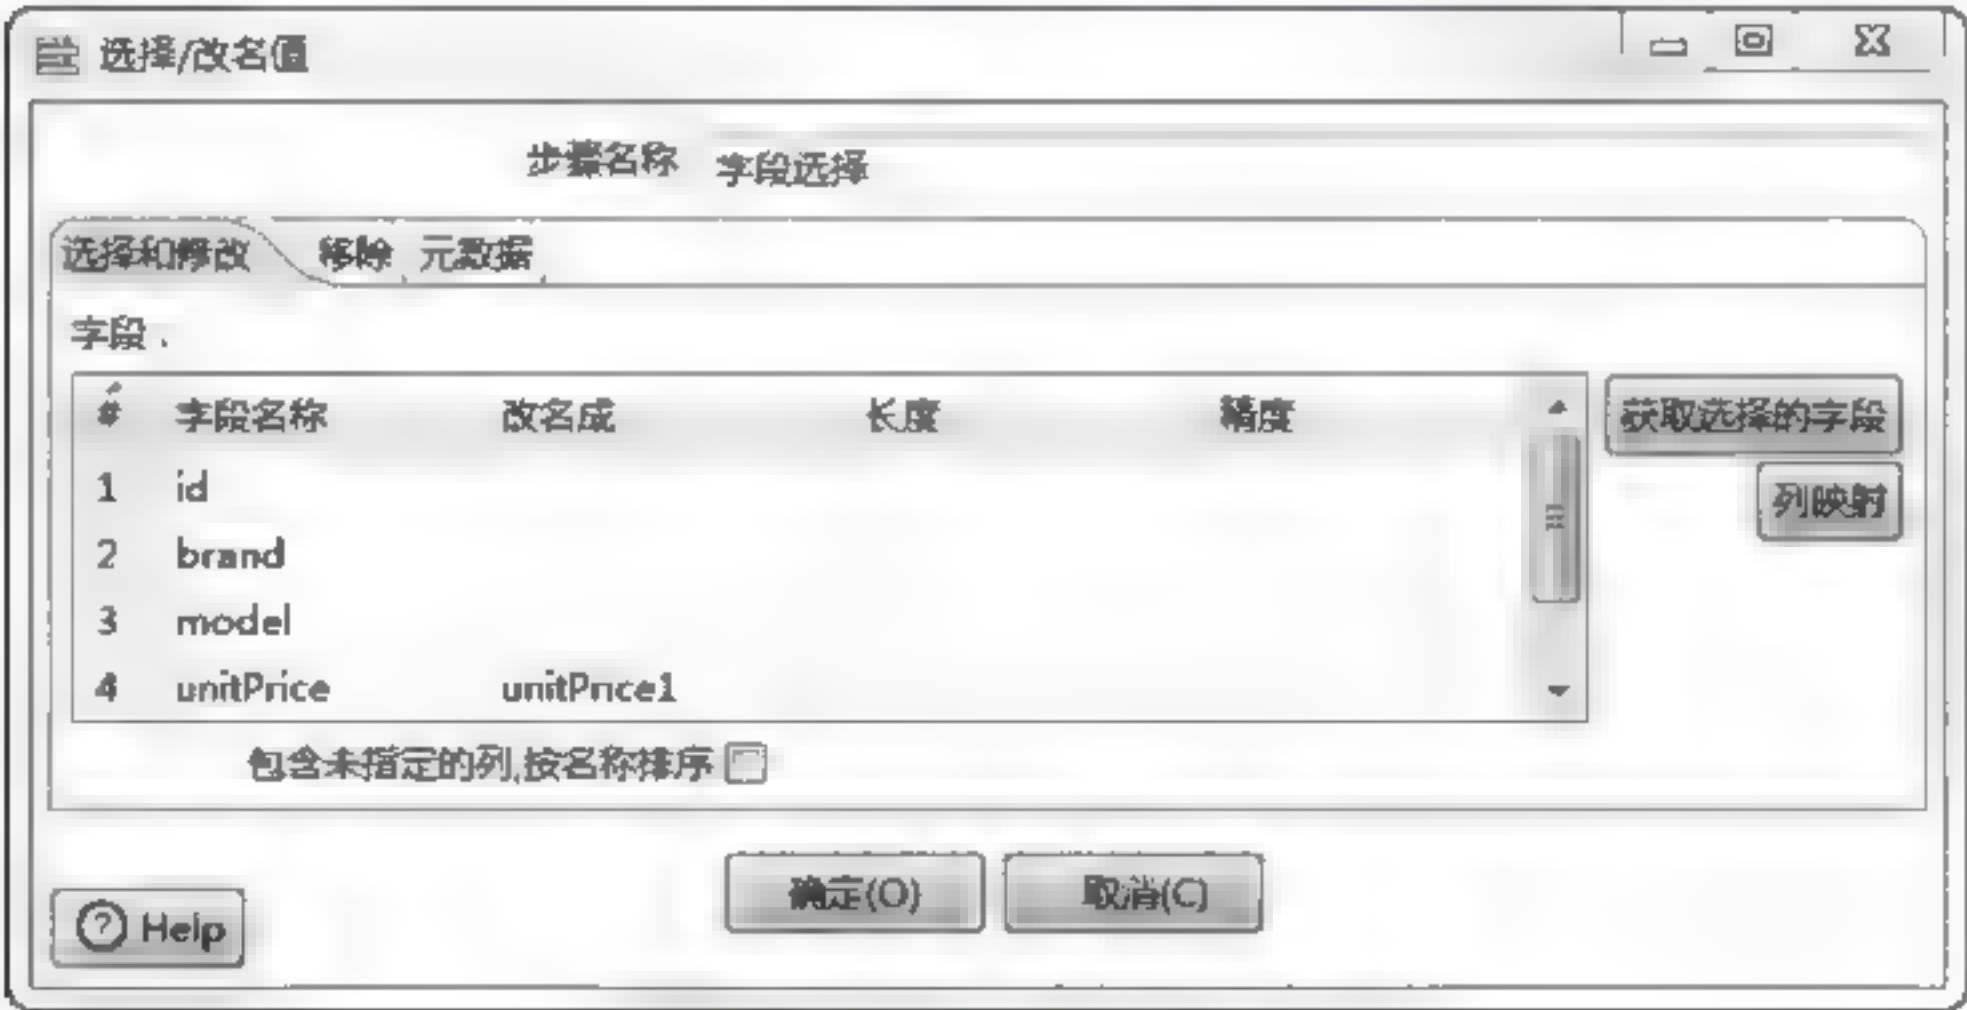 选择/改名值
步骤名称 字段选择
选择和修改 移除 元数据
字段 :
# 字段名称 改名成 长度 精度
获取选择的字段
1 id
列映射
2 brand
3 model
4 unitPrice unitPrice1
包含未指定的列,按名称排序
确定(O) 取消(C)
Help